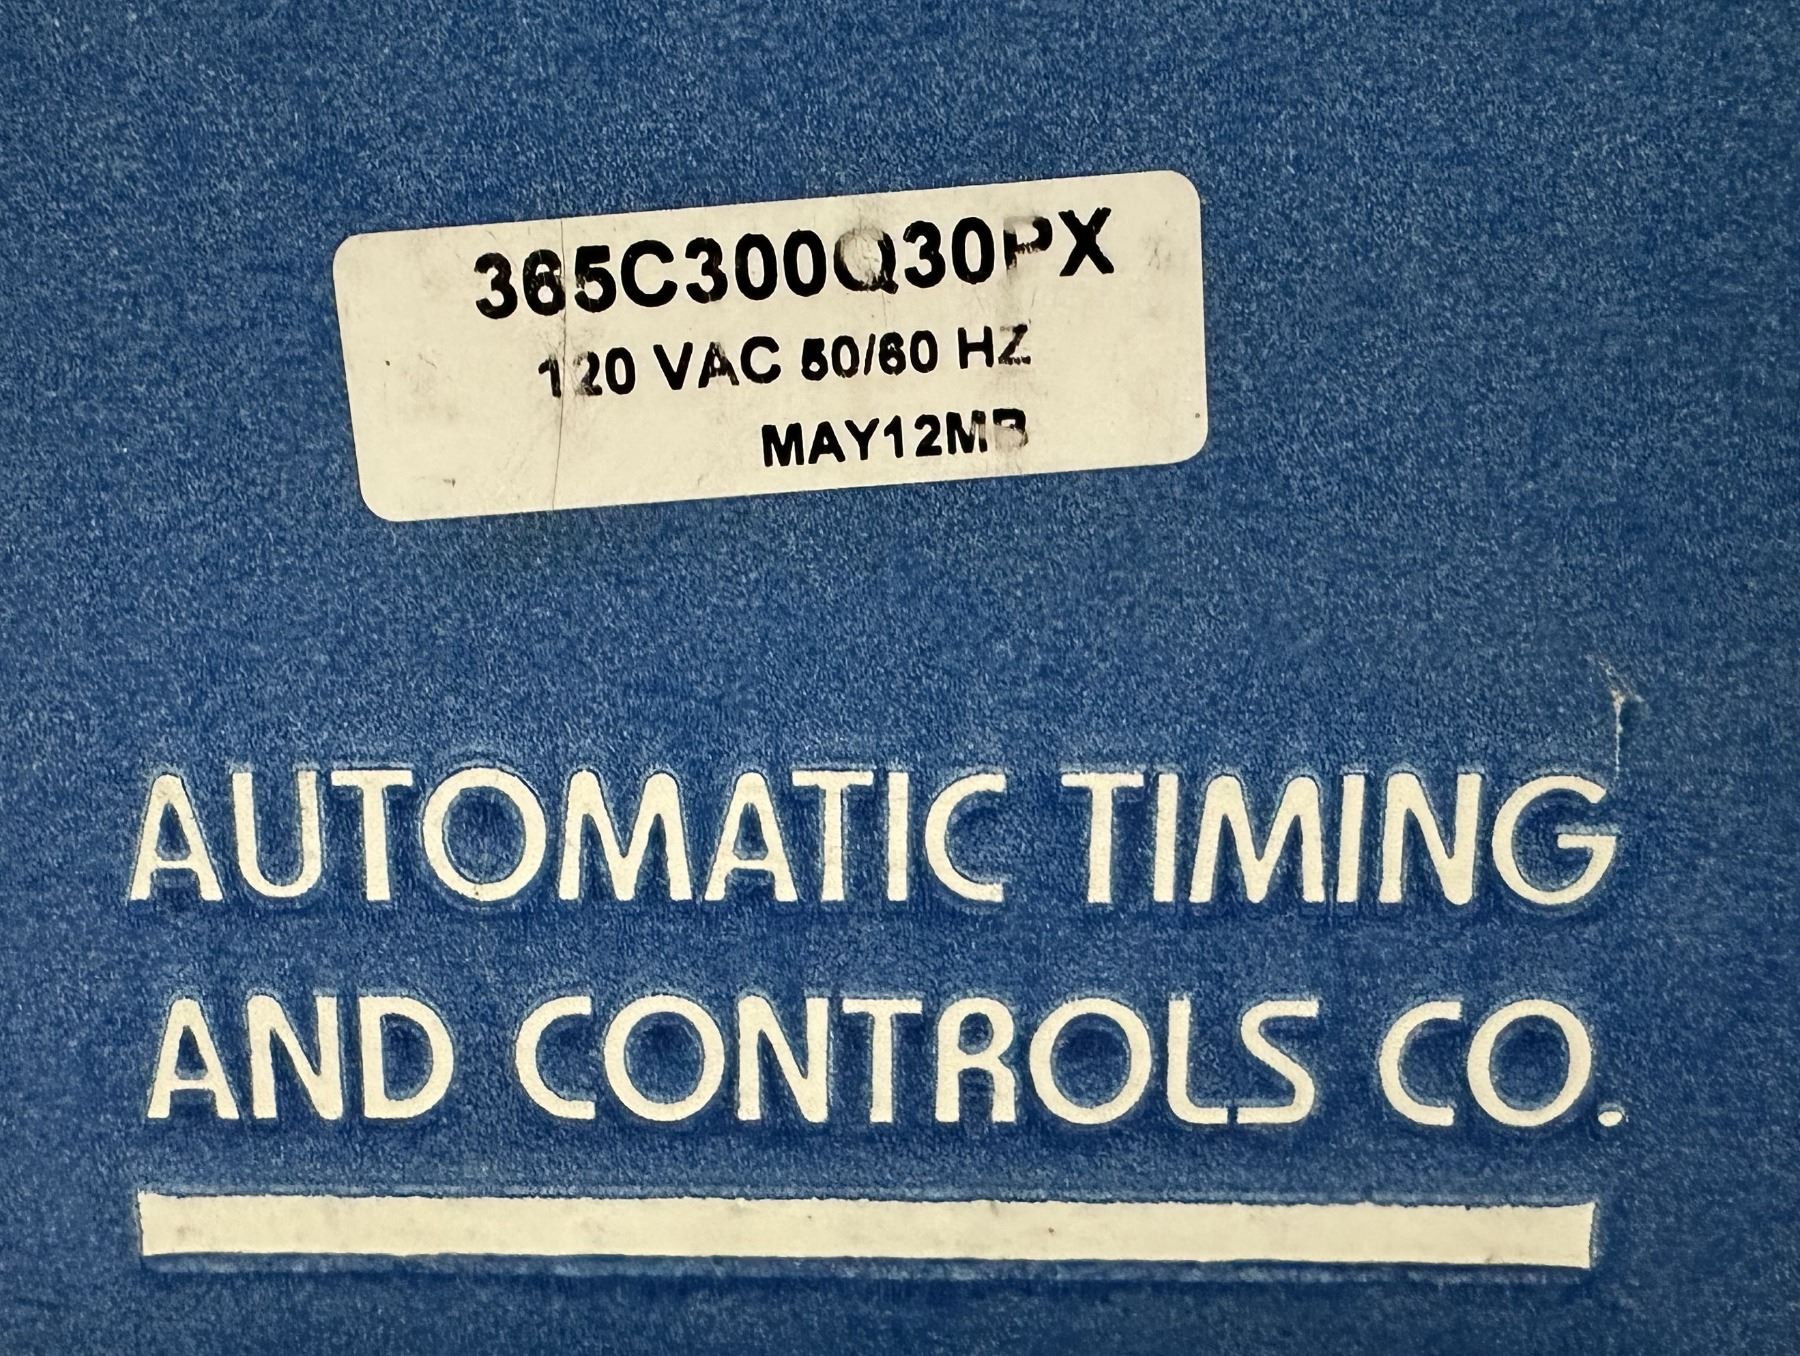 365C300Q30PX
120 VAC 50/60 HZ
MAY12MB
AUTOMATIC TIMING
AND CONTROLS CO.